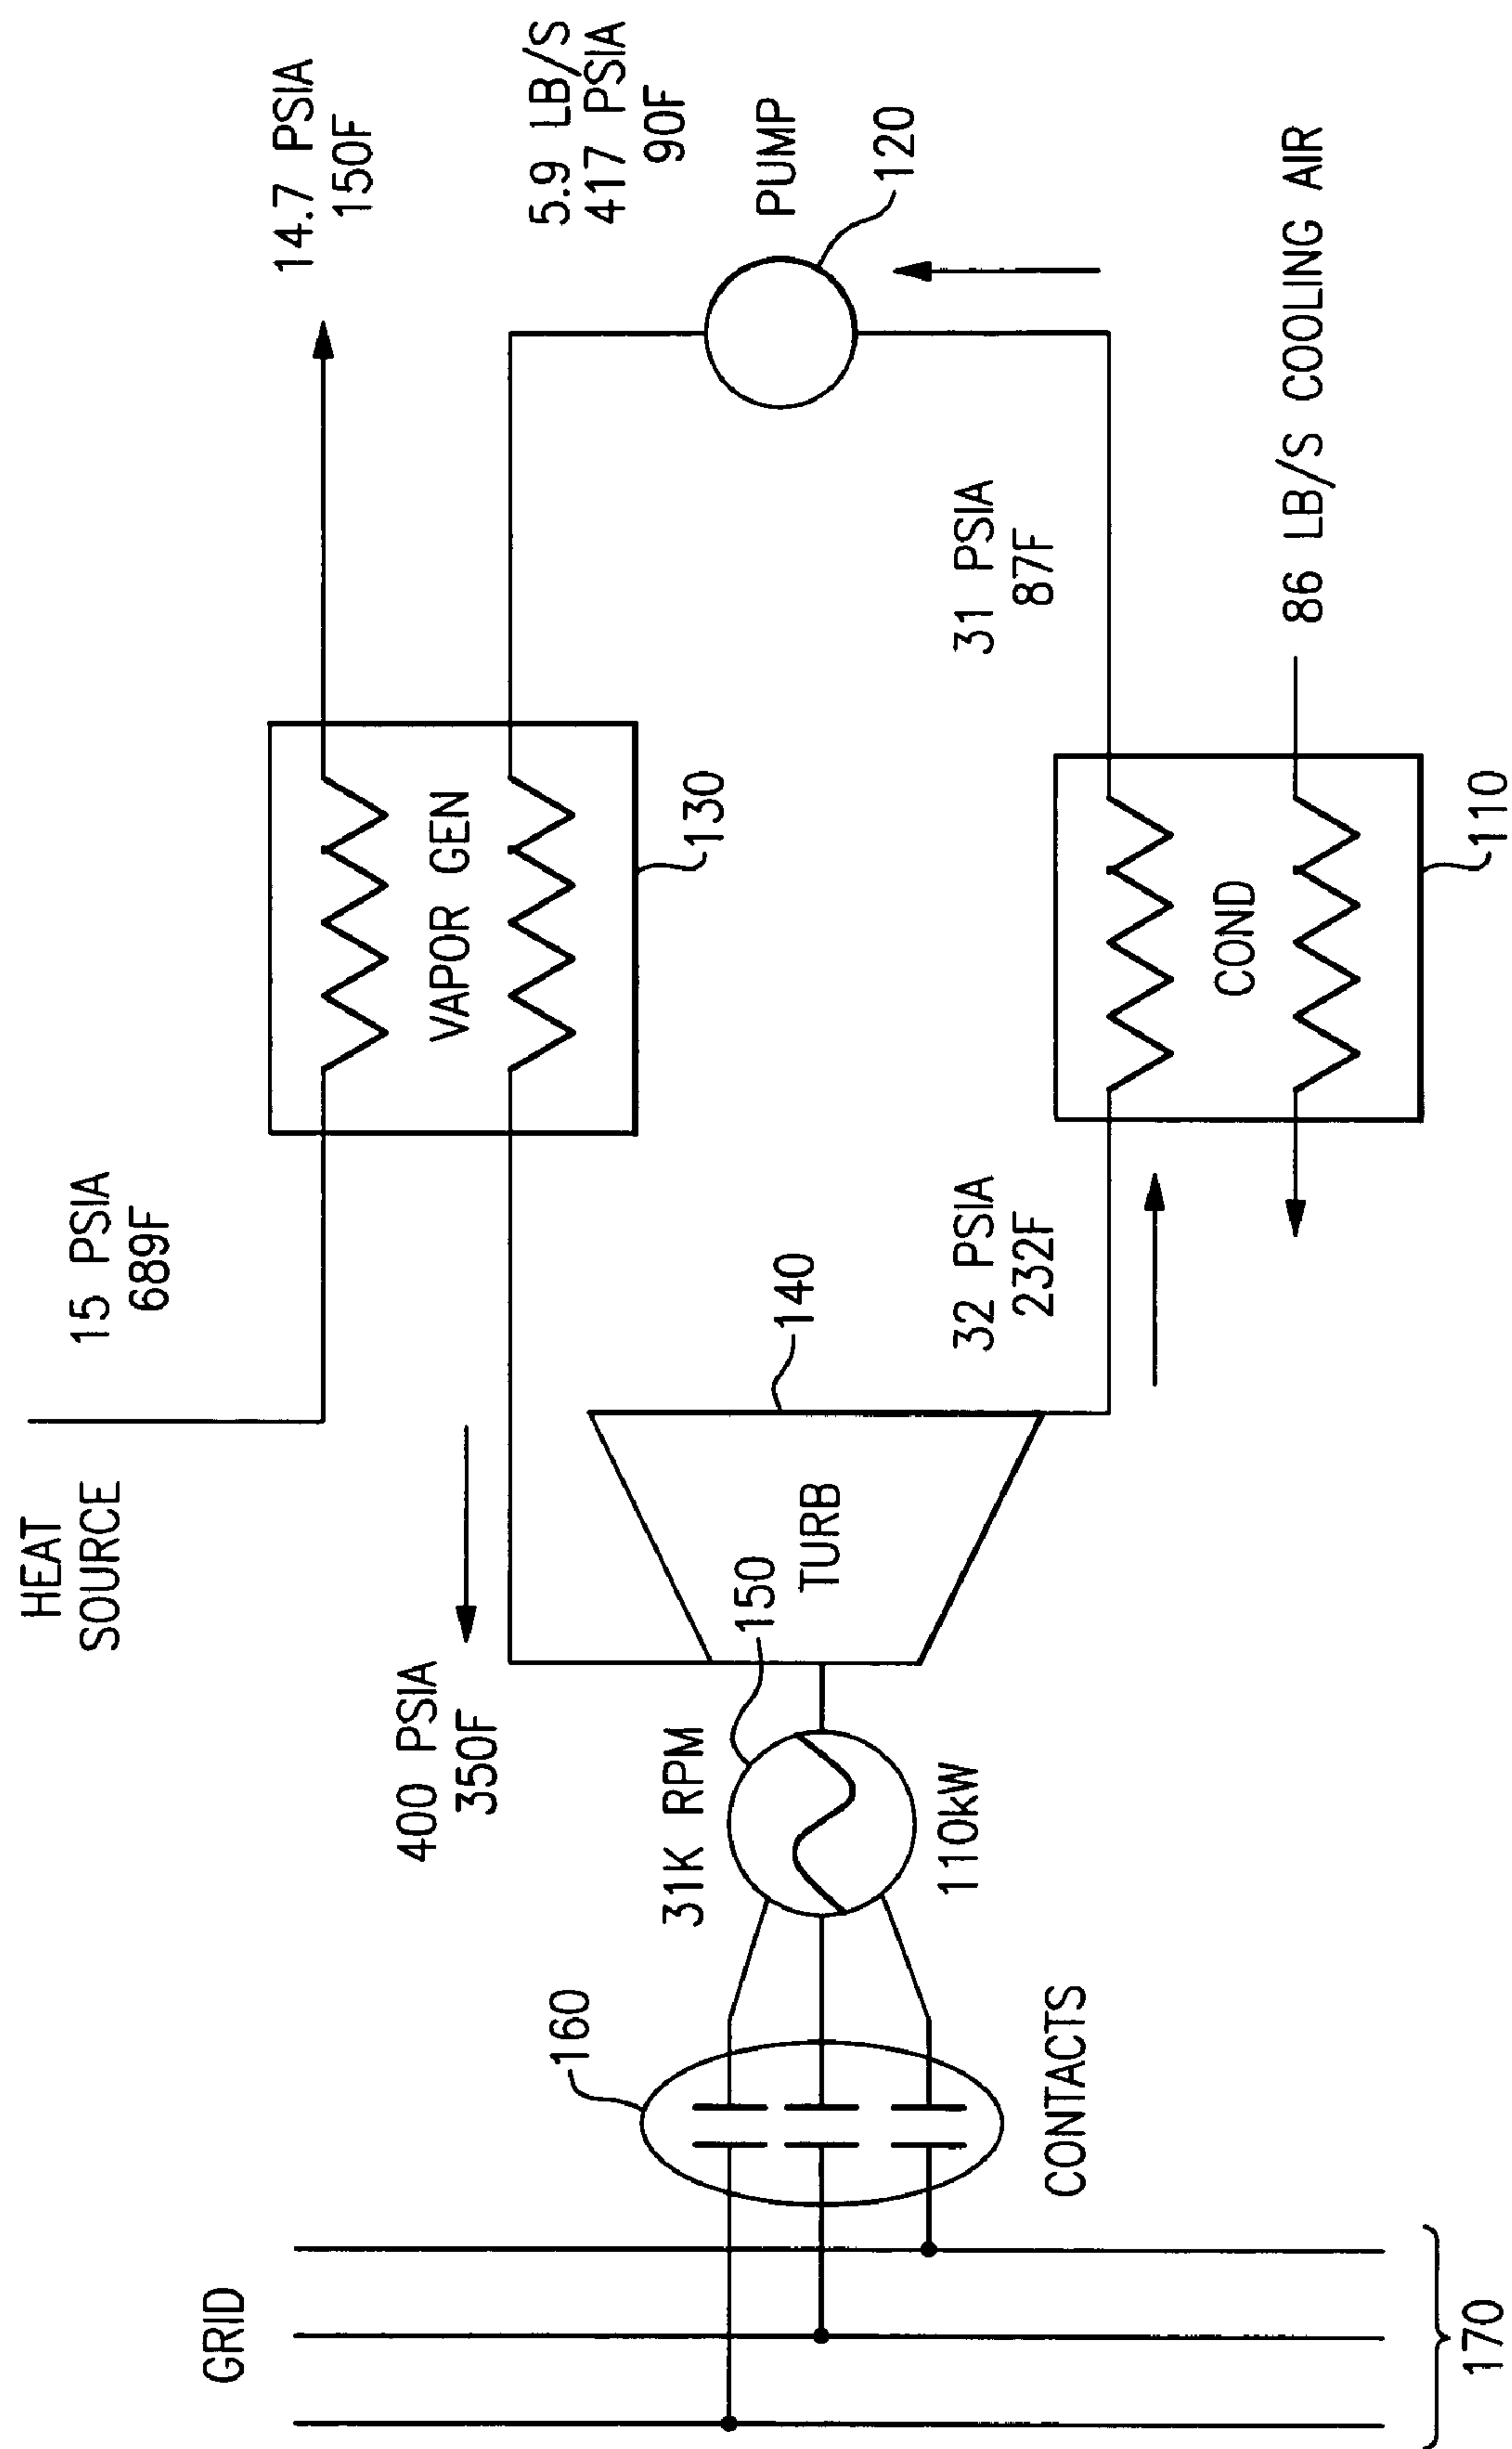 HEAT
SOURCE
15 PSIA
689F
14.7 PSIA
150F
VAPOR GEN
130
5.9 LB/S
417 PSIA
90F
PUMP
120
400 PSIA
350F
GRID
160
31K RPM
150
TURB
140
110kW
CONTACTS
32 PSIA
232F
31 PSIA
87F
COND
86 LB/S COOLING AIR
110
170